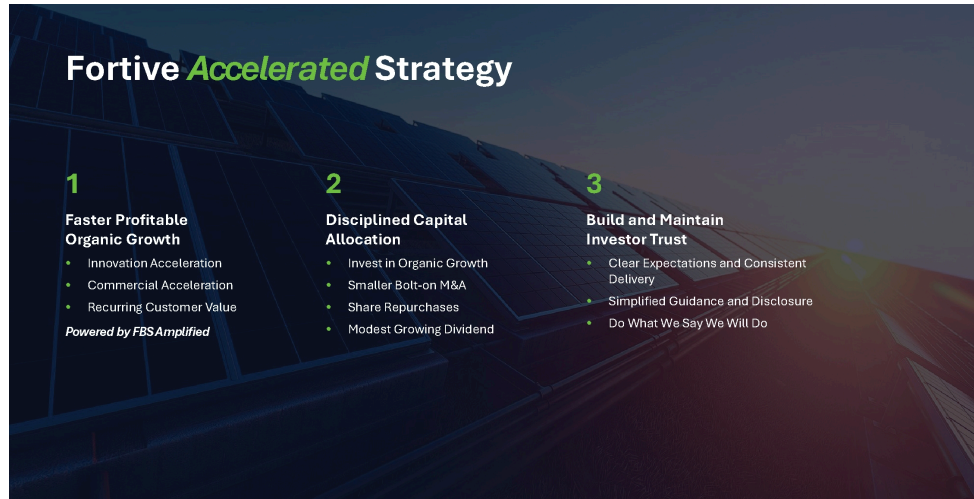 Fortive Accelerated Strategy
1
Faster Profitable
Organic Growth
• Innovation Acceleration
• Commercial Acceleration
• Recurring Customer Value
Powered by FBS Amplified
2
Disciplined Capital
Allocation
• Invest in Organic Growth
• Smaller Bolt-on M&A
• Share Repurchases
• Modest Growing Dividend
3
Build and Maintain
Investor Trust
• Clear Expectations and Consistent
Delivery
• Simplified Guidance and Disclosure
• Do What We Say We Will Do